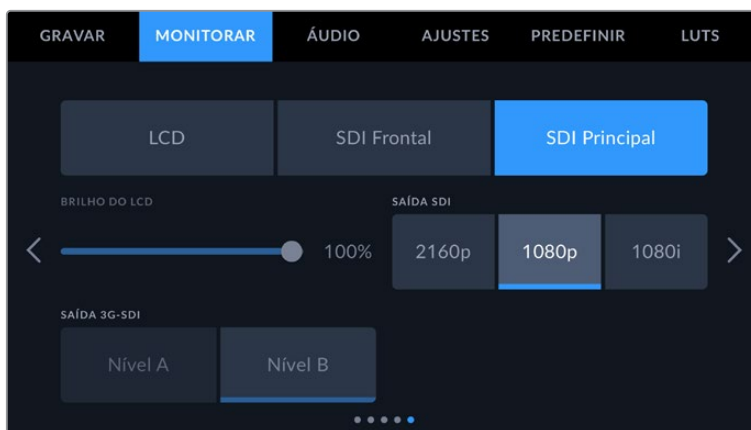 GRAVAR MONITORAR ÁUDIO AJUSTES PREDEFINIR LUTS
LCD SDI Frontal SDI Principal
BRILHO DO LCD SAÍDA SDI
100% 2160p 1080p 1080i
SAÍDA 3G-SDI
Nível A Nível B